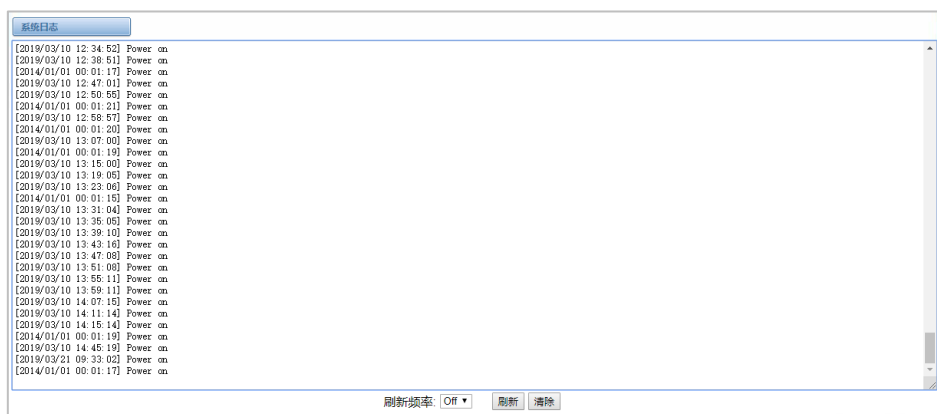 系统日志
[2019/03/10 12:34:52] Power on
[2019/03/10 12:38:51] Power on
[2014/01/01 00:01:17] Power on
[2019/03/10 12:47:01] Power on
[2019/03/10 12:50:55] Power on
[2014/01/01 00:01:21] Power on
[2019/03/10 12:58:57] Power on
[2014/01/01 00:01:20] Power on
[2019/03/10 13:07:00] Power on
[2014/01/01 00:01:19] Power on
[2019/03/10 13:15:00] Power on
[2019/03/10 13:19:05] Power on
[2019/03/10 13:23:06] Power on
[2014/01/01 00:01:15] Power on
[2019/03/10 13:31:04] Power on
[2019/03/10 13:35:05] Power on
[2019/03/10 13:39:10] Power on
[2019/03/10 13:43:16] Power on
[2019/03/10 13:47:08] Power on
[2019/03/10 13:51:08] Power on
[2019/03/10 13:55:11] Power on
[2019/03/10 13:59:11] Power on
[2019/03/10 14:07:15] Power on
[2019/03/10 14:11:14] Power on
[2019/03/10 14:15:14] Power on
[2014/01/01 00:01:19] Power on
[2019/03/10 14:45:19] Power on
[2019/03/21 09:33:02] Power on
[2014/01/01 00:01:17] Power on
刷新频率: Off 刷新 清除